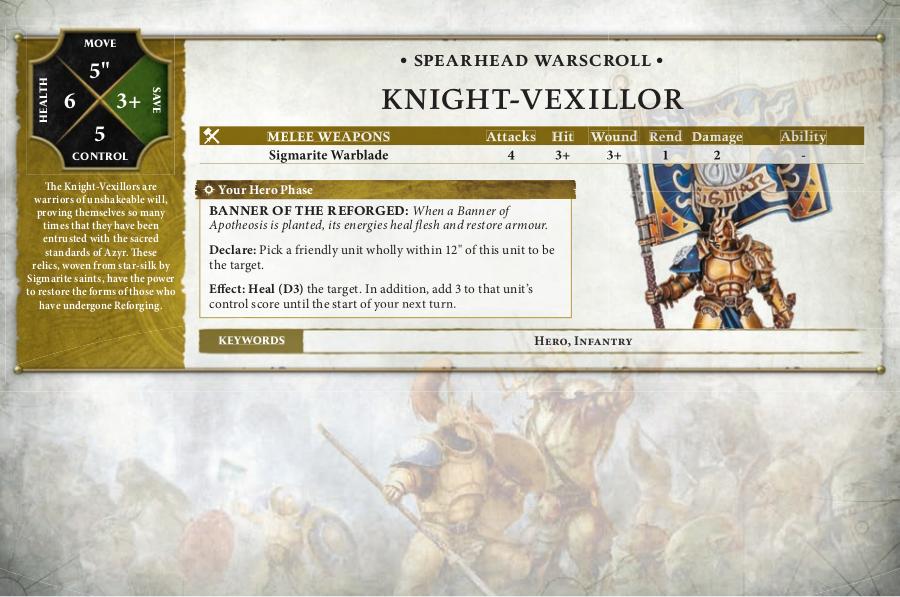 MOVE
5"
HEALTH
6
3+
SAVE
5
CONTROL
The Knight-Vexillors are
warriors of unshakeable will,
proving themselves so many
times that they have been
entrusted with the sacred
standards of Azyr. These
relics, woven from star-silk by
Sigmarite saints, have the power
to restore the forms of those who
have undergone Reforging.
• SPEARHEAD WARSCROLL •
KNIGHT-VEXILLOR
MELEE WEAPONS Attacks Hit Wound Rend Damage Ability
Sigmarite Warblade 4 3+ 3+ 1 2 -
Your Hero Phase
BANNER OF THE REFORGED: When a Banner of
Apotheosis is planted, its energies heal flesh and restore armour.
Declare: Pick a friendly unit wholly within 12" of this unit to be
the target.
Effect: Heal (D3) the target. In addition, add 3 to that unit's
control score until the start of your next turn.
SIGMAR
KEYWORDS
Hero, Infantry